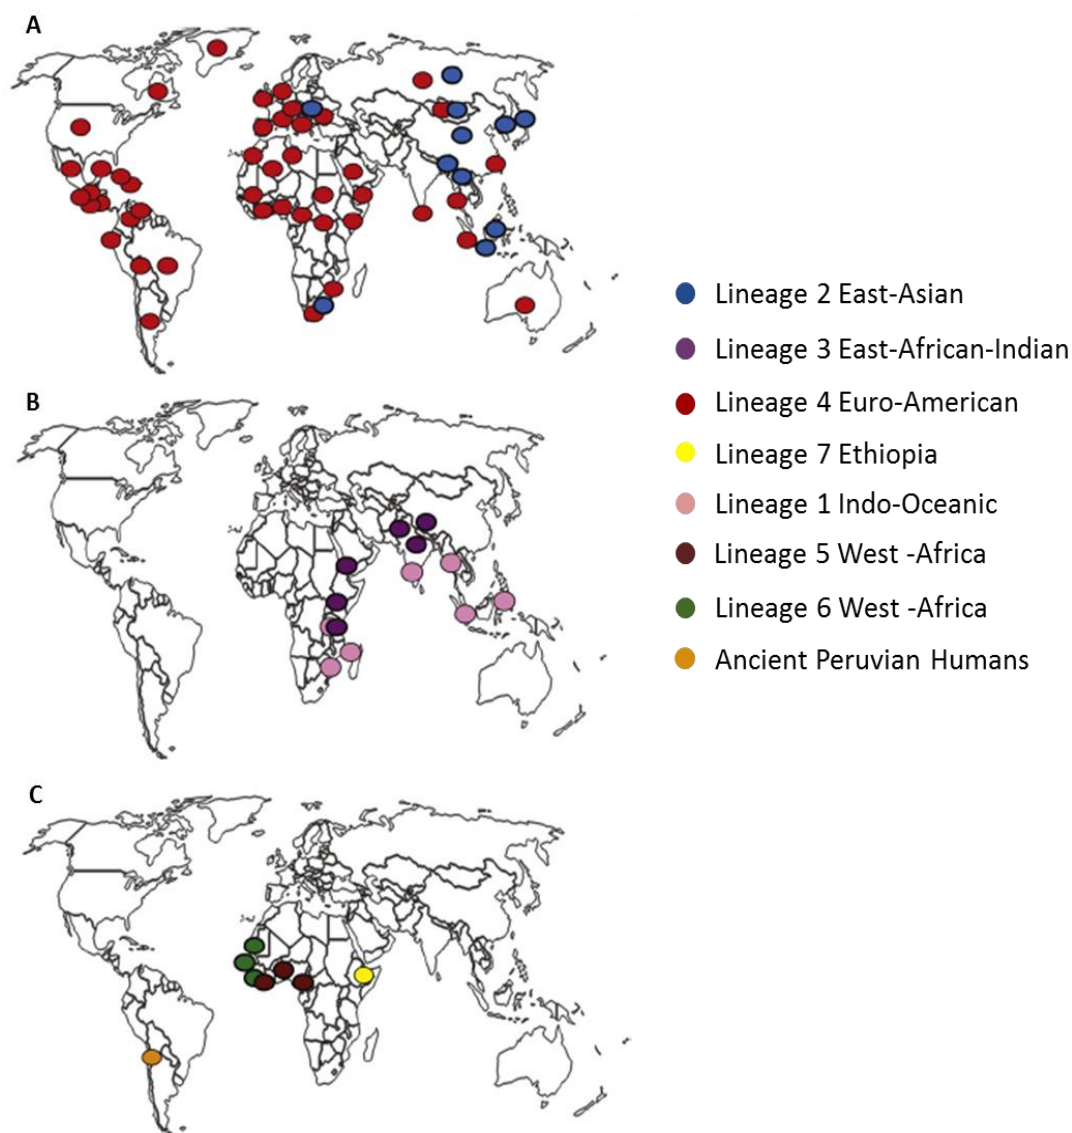 A
B
C
Lineage 2 East-Asian
Lineage 3 East-African-Indian
Lineage 4 Euro-American
Lineage 7 Ethiopia
Lineage 1 Indo-Oceanic
Lineage 5 West -Africa
Lineage 6 West -Africa
Ancient Peruvian Humans